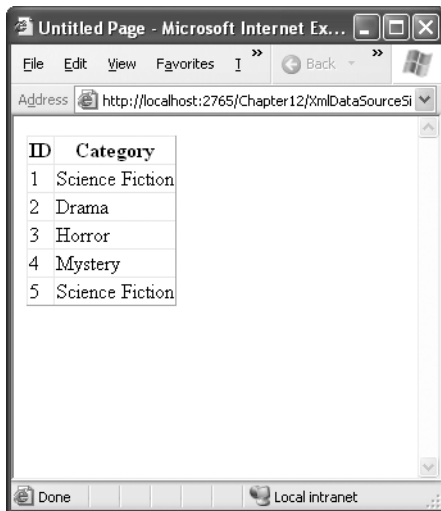 Untitled Page - Microsoft Internet Ex...
File Edit View Favorites T » Back »
Address http://localhost:2765/Chapter12/XmlDataSourceSi
ID Category
1 Science Fiction
2 Drama
3 Horror
4 Mystery
5 Science Fiction
Done Local intranet